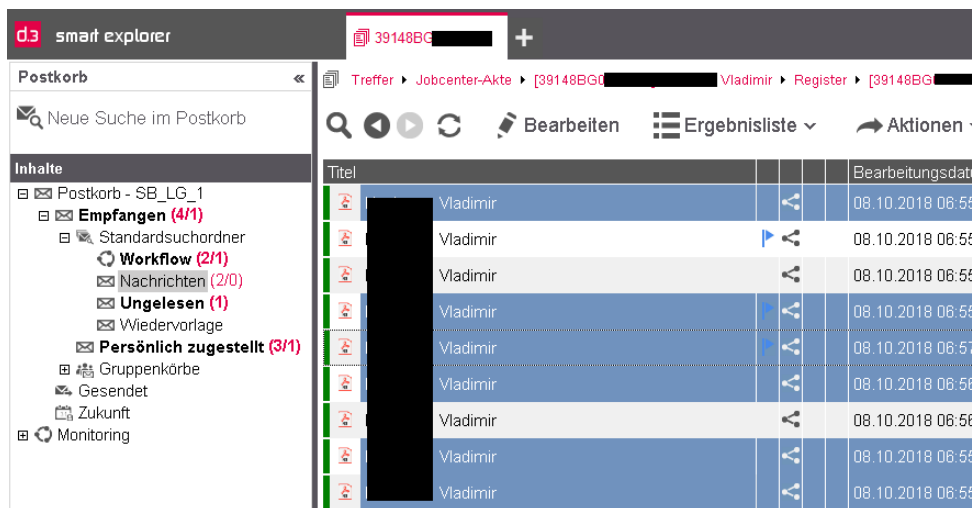 d.3 smart explorer
39148BG
Postkorb «
Treffer Jobcenter-Akte [39148BG Vladimir Register [39148BG
Neue Suche im Postkorb
Bearbeiten Ergebnisliste Aktionen
Inhalte
Titel Bearbeitungsdat
Postkorb - SB_LG_1
Empfangen (4/1)
Standardsuchordner
Workflow (2/1)
Nachrichten (2/0)
Ungelesen (1)
Wiedervorlage
Persönlich zugestellt (3/1)
Gruppenkörbe
Gesendet
Zukunft
Monitoring
Vladimir 08.10.2018 06:55
Vladimir 08.10.2018 06:55
Vladimir 08.10.2018 06:55
Vladimir 08.10.2018 06:55
Vladimir 08.10.2018 06:57
Vladimir 08.10.2018 06:56
Vladimir 08.10.2018 06:56
Vladimir 08.10.2018 06:55
Vladimir 08.10.2018 06:55